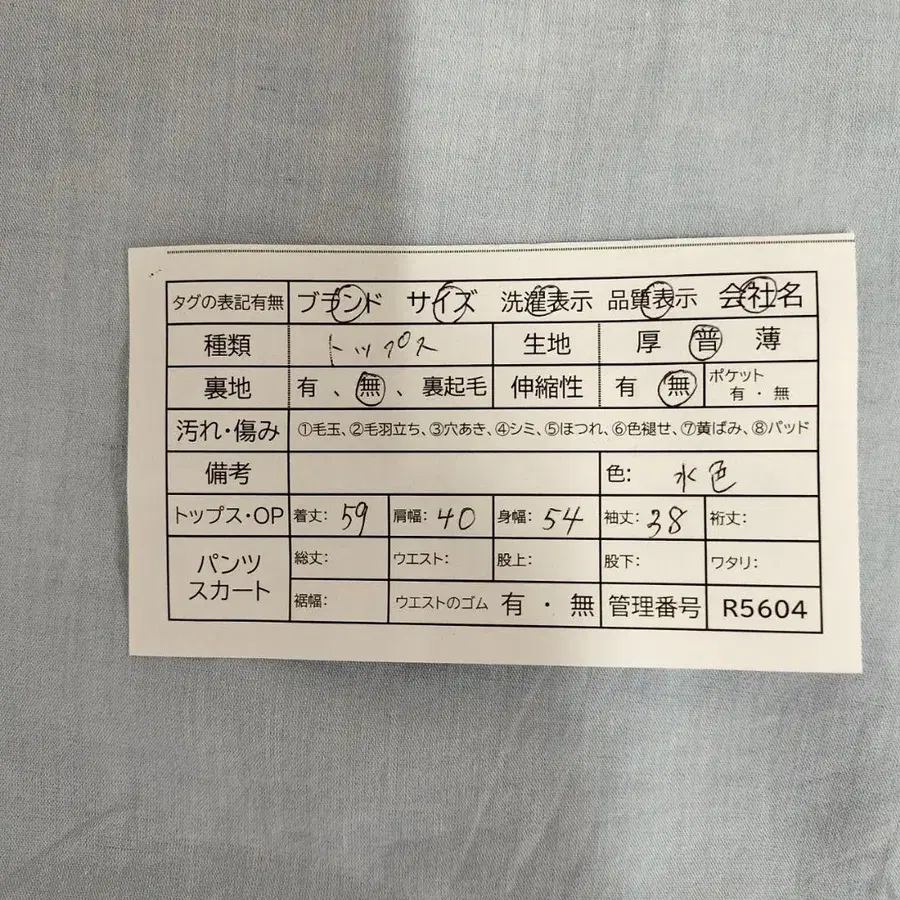 タグの表記有無 ブランド サイズ 洗濯表示 品質表示 会社名
種類 トップス 生地 厚 普 薄
裏地 有 、無 、裏起毛 伸縮性 有 無 ポケット 有 ・ 無
汚れ・傷み ①毛玉、②毛羽立ち、③穴あき、④シミ、⑤ほつれ、⑥色褪せ、⑦黄ばみ、⑧パッド
備考 色: 水色
トップス・OP 着丈: 59 肩幅: 40 身幅: 54 袖丈: 38 裄丈:
パンツ スカート 総丈: ウエスト: 股上: 股下: ワタリ:
裾幅: ウエストのゴム 有 ・ 無 管理番号 R5604